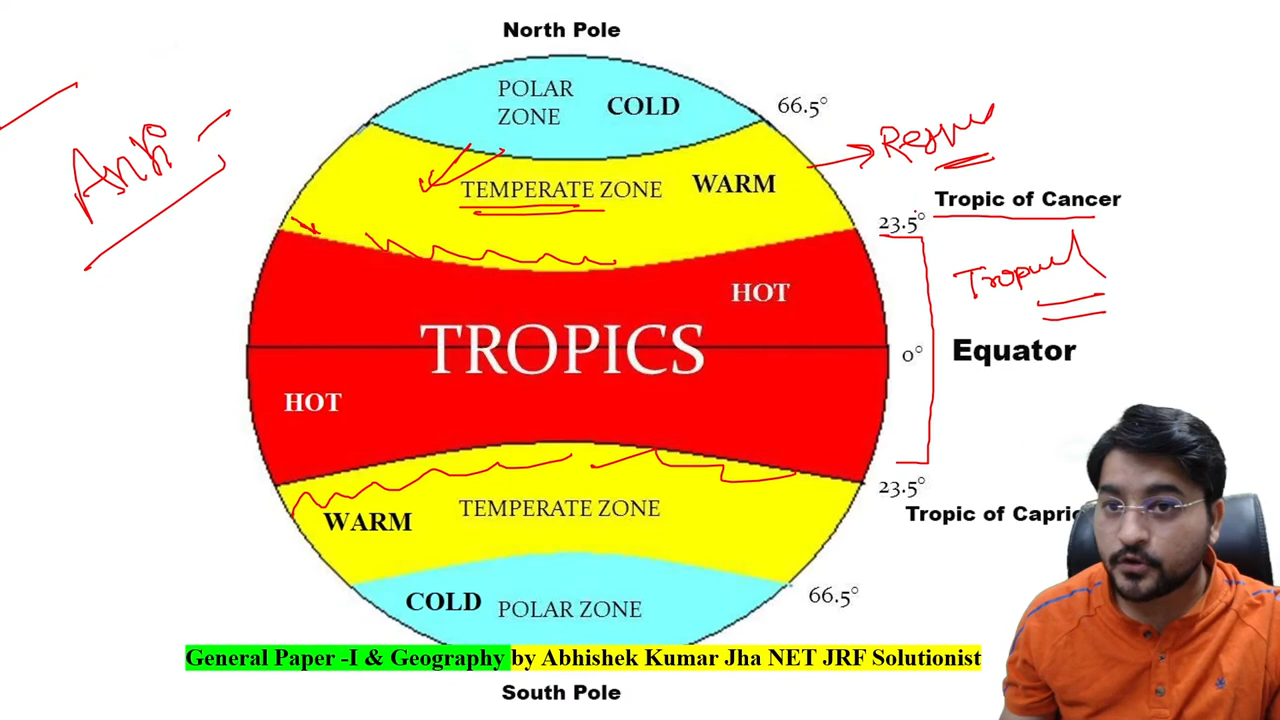 North Pole
POLAR ZONE
COLD
66.5°
TEMPERATE ZONE
WARM
Tropic of Cancer
23.5°
HOT
TROPICS
Equator
0°
HOT
23.5°
Tropic of Capric
WARM
TEMPERATE ZONE
66.5°
COLD
POLAR ZONE
General Paper -I & Geography by Abhishek Kumar Jha NET JRF Solutionist
South Pole